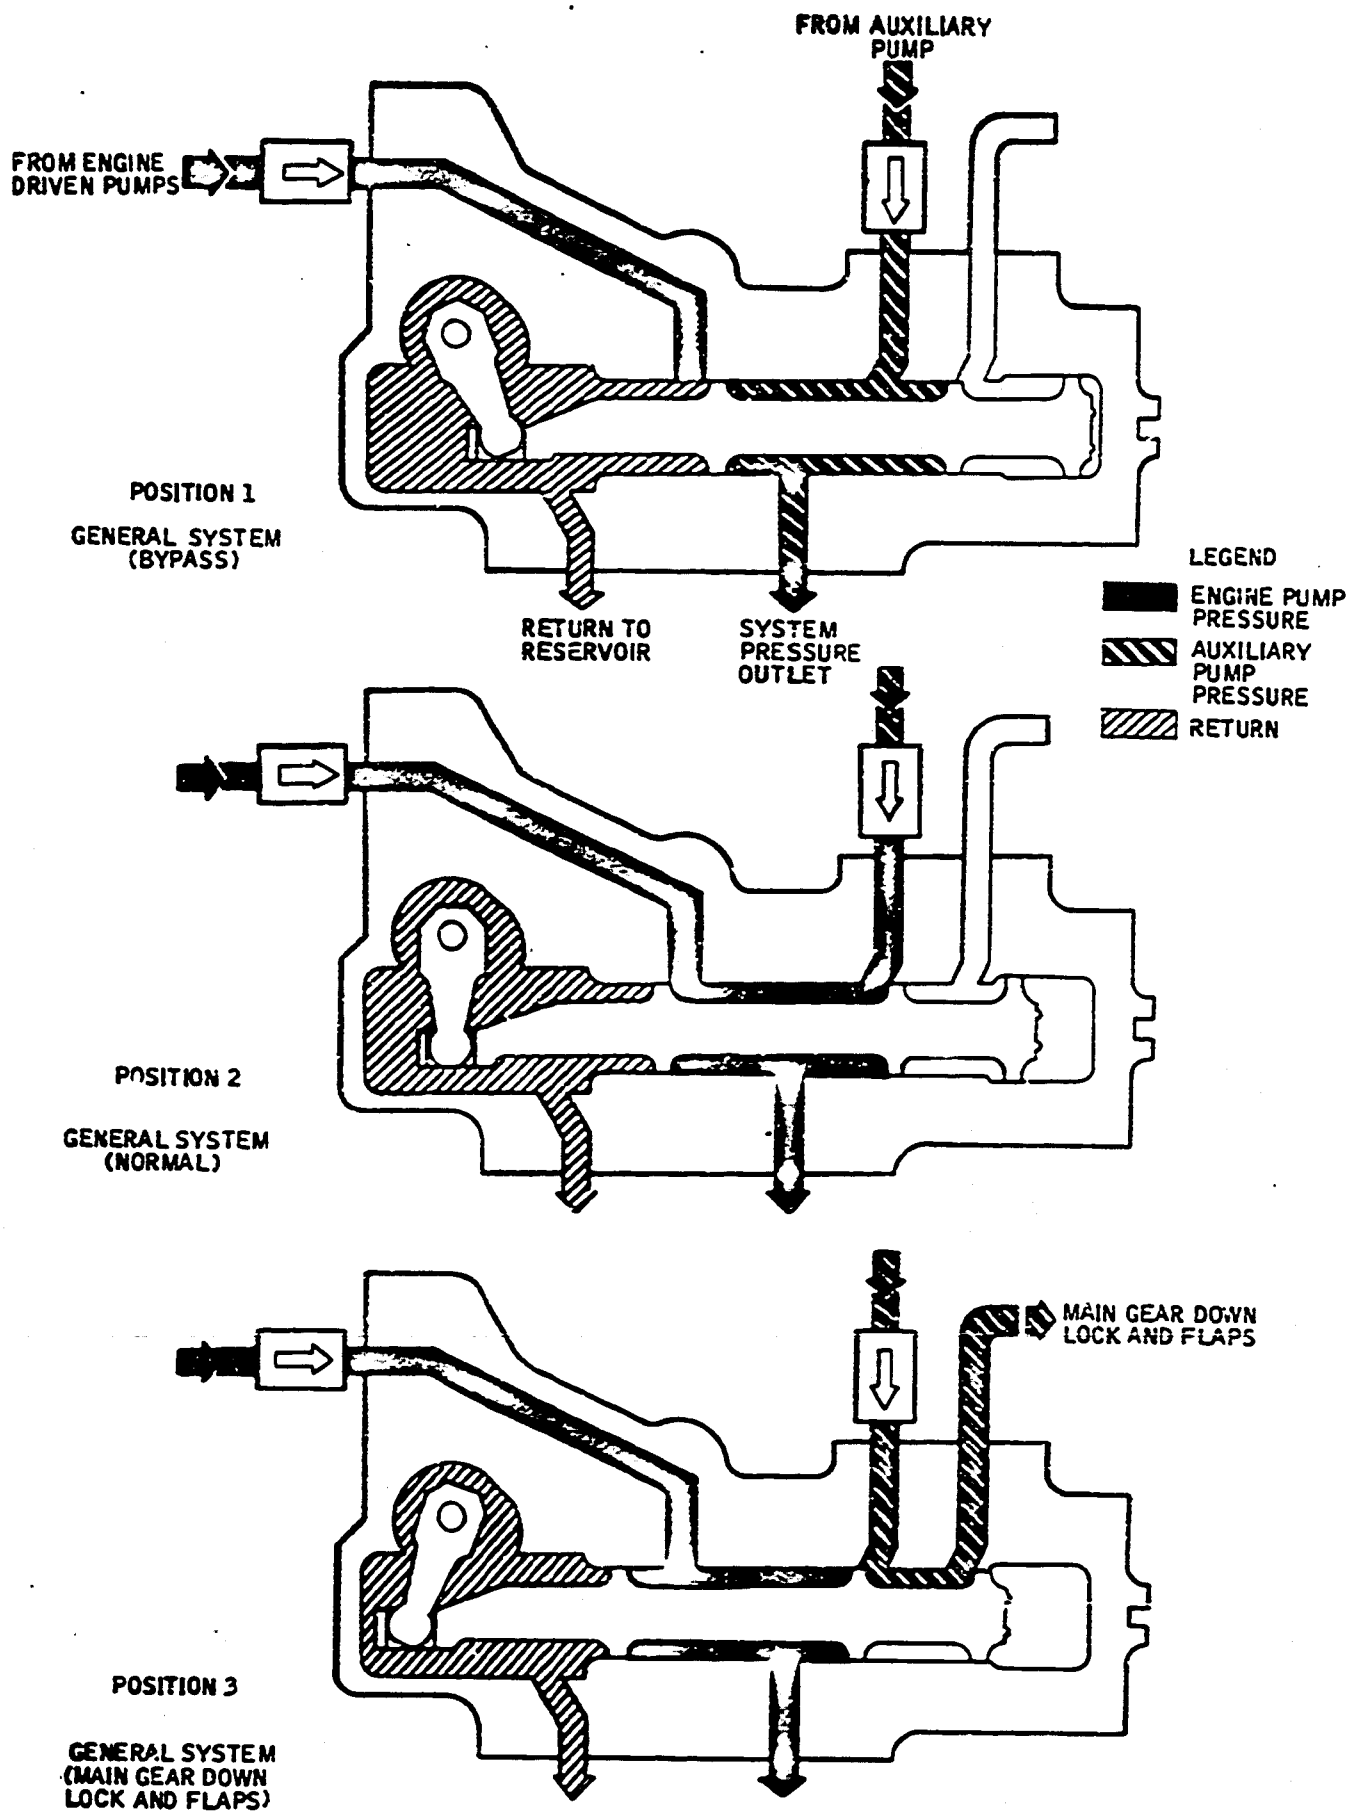 FROM AUXILIARY
PUMP
FROM ENGINE
DRIVEN PUMPS
POSITION 1
GENERAL SYSTEM
(BYPASS)
RETURN TO
RESERVOIR
SYSTEM
PRESSURE
OUTLET
LEGEND
ENGINE PUMP
PRESSURE
AUXILIARY
PUMP
PRESSURE
RETURN
POSITION 2
GENERAL SYSTEM
(NORMAL)
MAIN GEAR DOWN
LOCK AND FLAPS
POSITION 3
GENERAL SYSTEM
(MAIN GEAR DOWN
LOCK AND FLAPS)